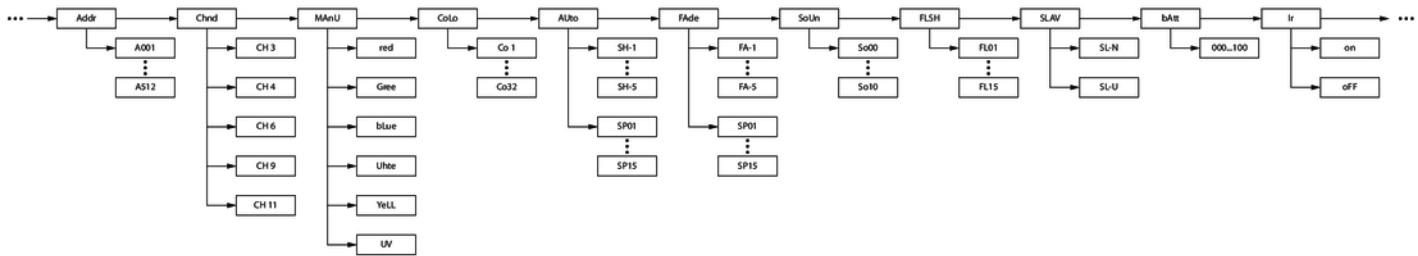 Addr Chnd MAnU CoLo AUto FAde SoUn FLSH SLAV bAtt Ir
A001 CH 3 red Co 1 SH-1 FA-1 So00 FL01 SL-N 000...100 on
A512 CH 4 Gree Co32 SH-5 FA-5 So10 FL15 SL-U oFF
CH 6 bLue SP01 SP01
CH 9 Uhte SP15 SP15
CH 11 YeLL
UV